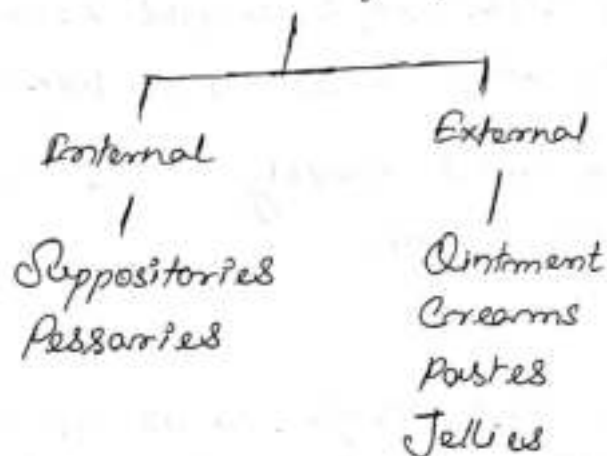 Internal
Suppositories
Pessaries
External
Ointment
Creams
Pastes
Jellies